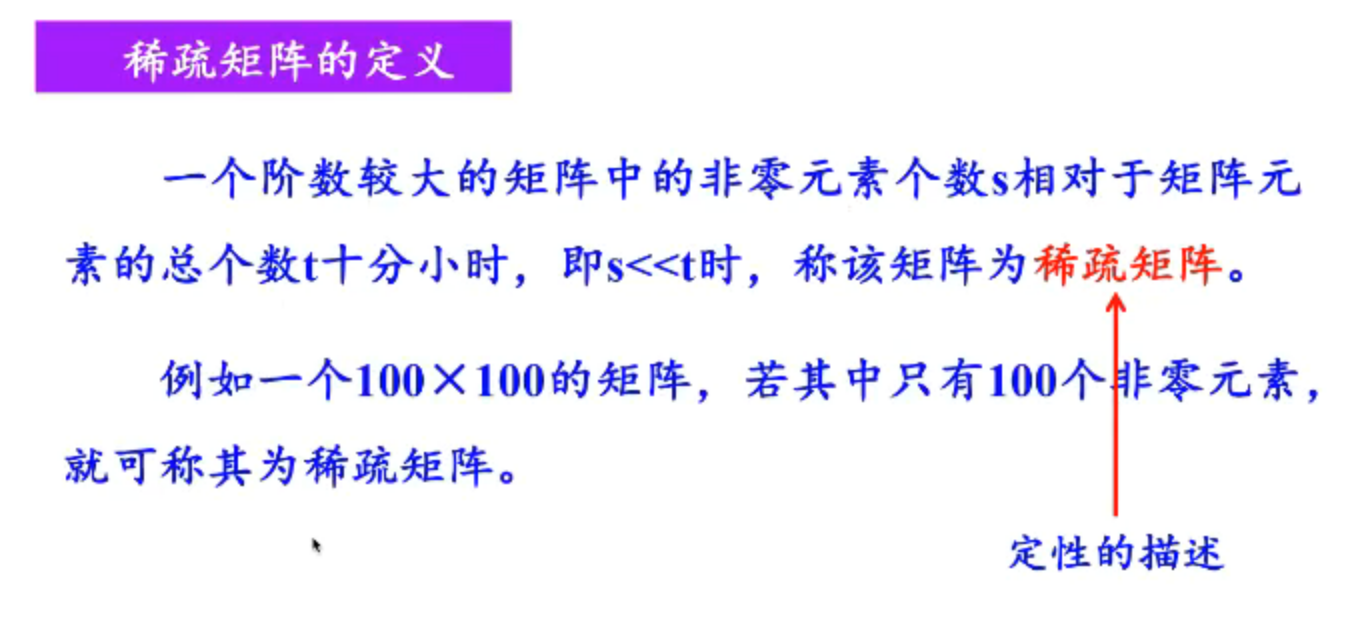 稀疏矩阵的定义
一个阶数较大的矩阵中的非零元素个数s相对于矩阵元
素的总个数t十分小时，即s<<t时，称该矩阵为稀疏矩阵。
例如一个100×100的矩阵，若其中只有100个非零元素，
就可称其为稀疏矩阵。
定性的描述